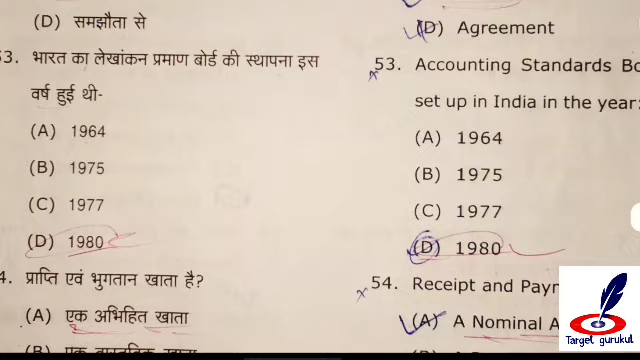 (D) समझौता से
53. भारत का लेखांकन प्रमाण बोर्ड की स्थापना इस
वर्ष हुई थी-
(A) 1964
(B) 1975
(C) 1977
(D) 1980
4. प्राप्ति एवं भुगतान खाता है?
(A) एक अभिहित खाता
(B) एक वास्तविक खाता
(D) Agreement
53. Accounting Standards Bo
set up in India in the year:
(A) 1964
(B) 1975
(C) 1977
(D) 1980
54. Receipt and Payn
(A) A Nominal A
Target gurukul